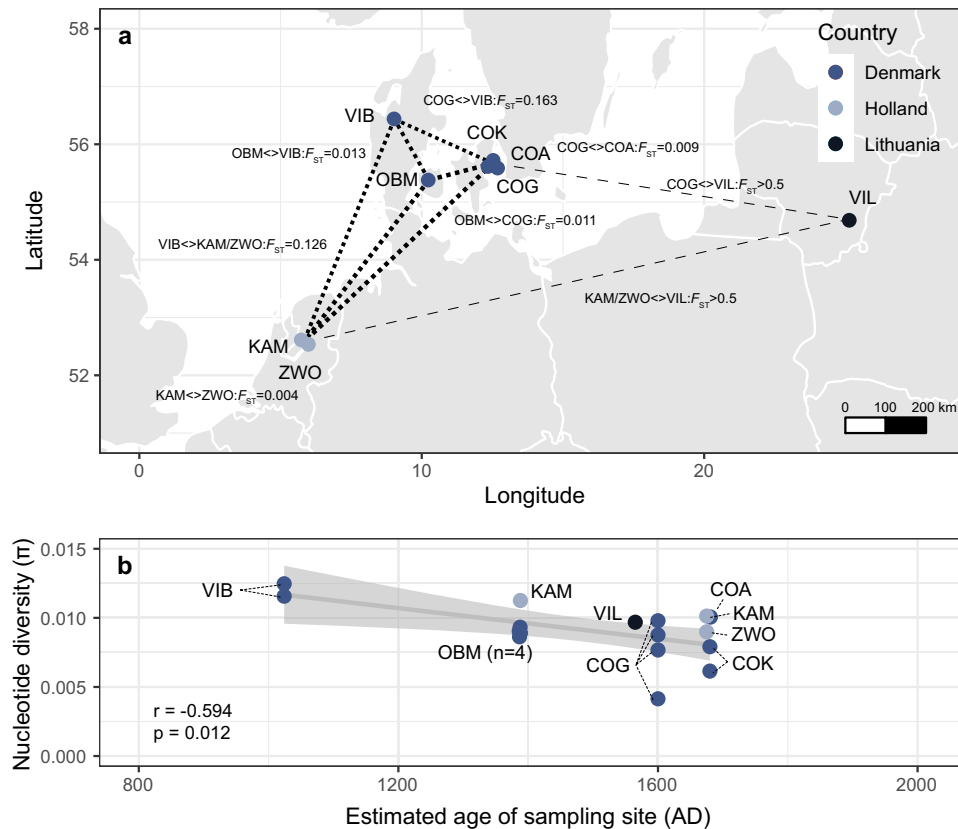 a
Country
Denmark
Holland
Lithuania
58
56
54
52
Latitude
VIB
COG<>VIB:FST=0.163
COK
COA
COG<>COA:FST=0.009
OBM<>VIB:FST=0.013
OBM
COG
COG<>VIL:FST>0.5
VIL
OBM<>COG:FST=0.011
VIB<>KAM/ZWO:FST=0.126
KAM/ZWO<>VIL:FST>0.5
KAM
ZWO
KAM<>ZWO:FST=0.004
0 100 200 km
0 10 20
Longitude
b
Nucleotide diversity (π)
0.015
0.010
0.005
0.000
VIB
KAM
OBM (n=4)
VIL
COG
COA
KAM
ZWO
COK
r = -0.594
p = 0.012
800 1200 1600 2000
Estimated age of sampling site (AD)